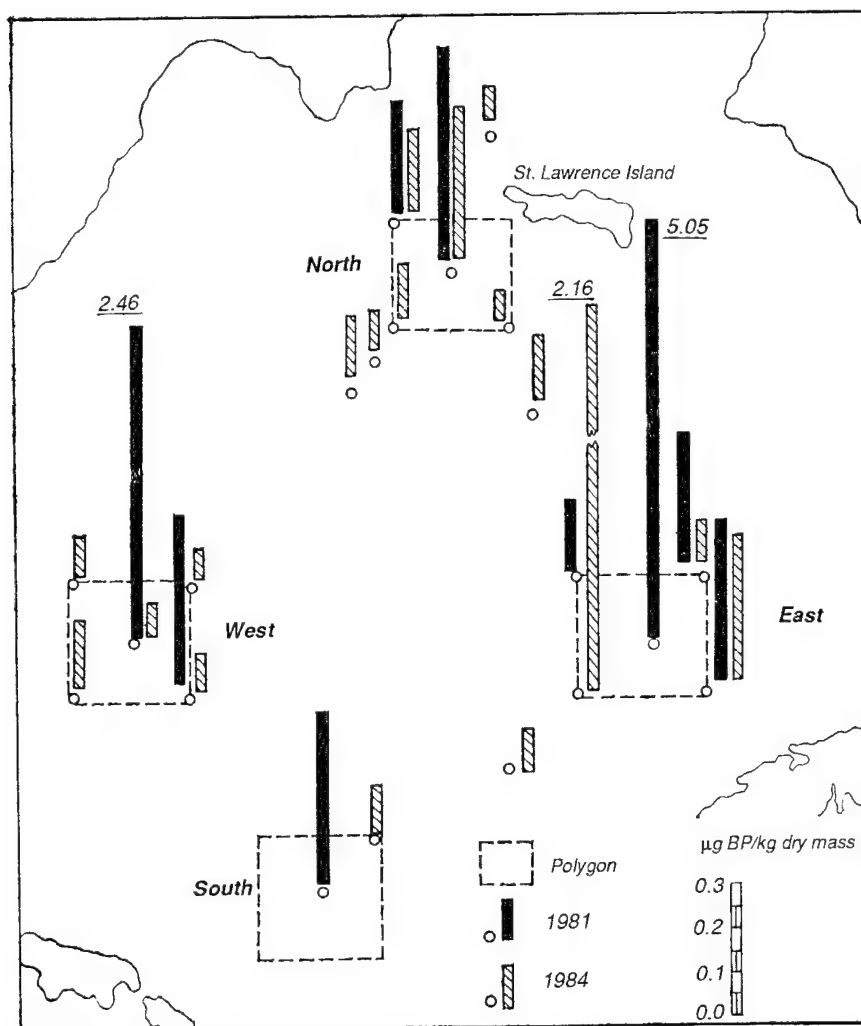 St. Lawrence Island
5.05
North
2.16
2.46
East
West
μg BP/kg dry mass
Polygon
0.3
South
1981
0.2
0.1
1984
0.0